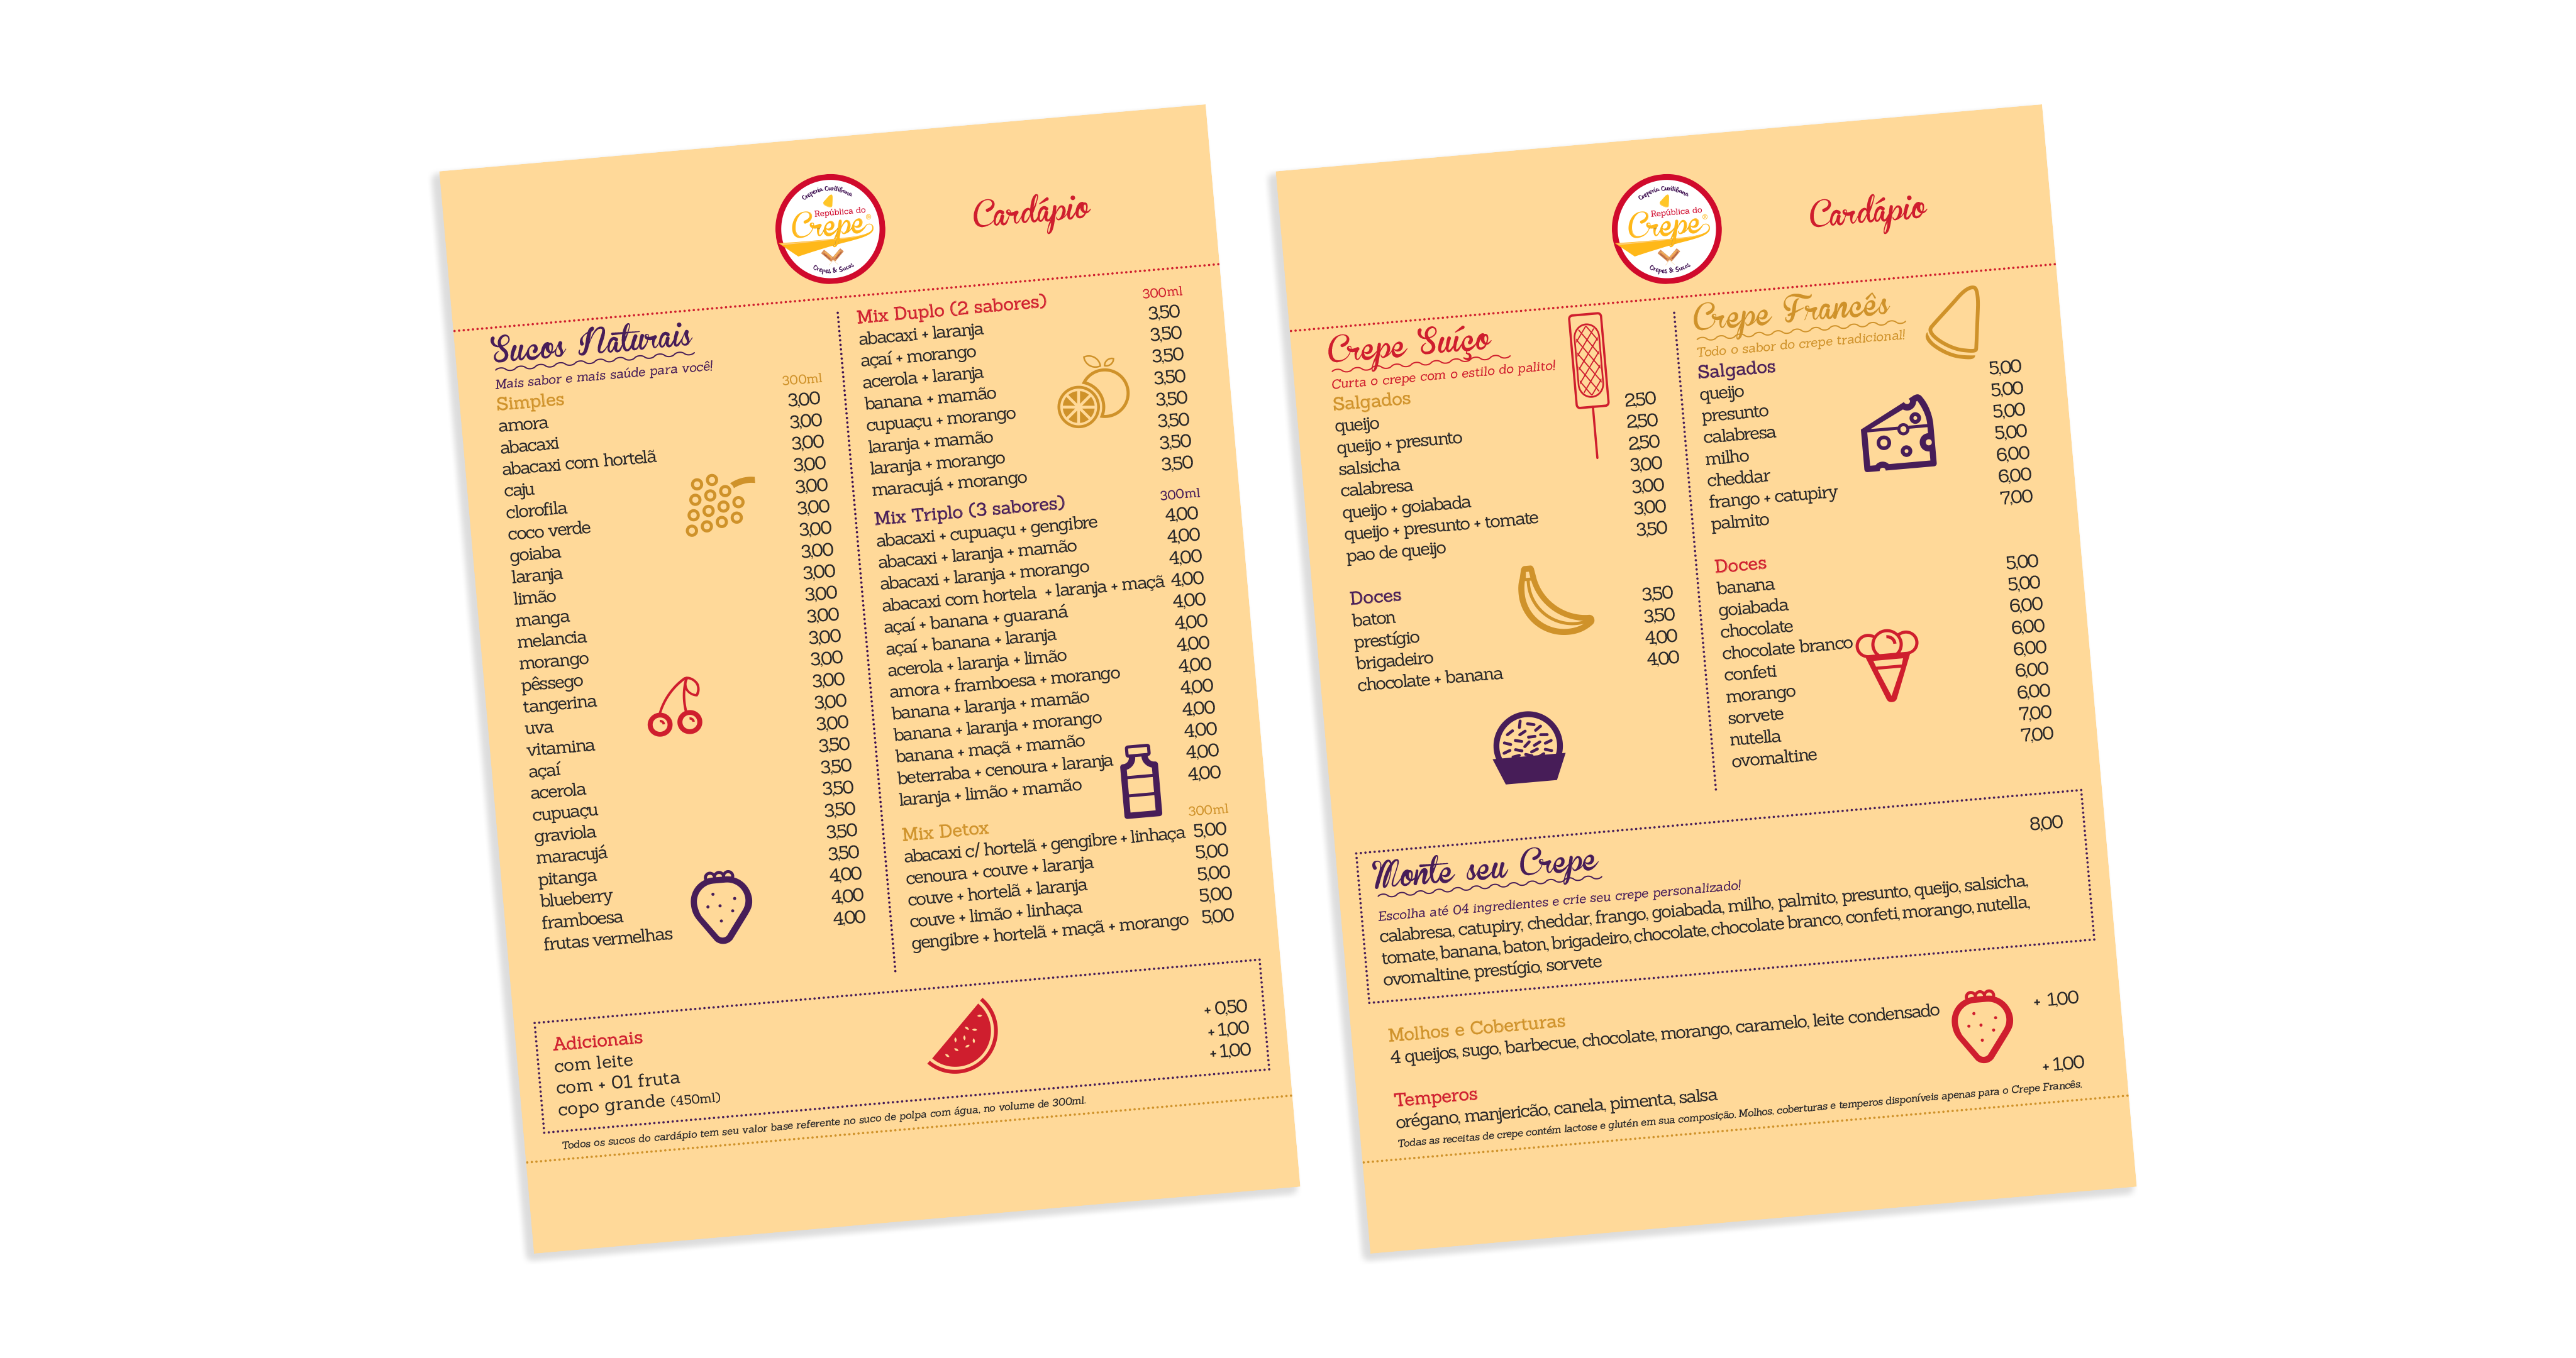 Creperia Curitibana
República do
Crepe®
Crepes & Sucos
Cardápio
Sucos Naturais
Mais sabor e mais saúde para você!
Simples 300ml
amora 3,00
abacaxi 3,00
abacaxi com hortelã 3,00
caju 3,00
clorofila 3,00
coco verde 3,00
goiaba 3,00
laranja 3,00
limão 3,00
manga 3,00
melancia 3,00
morango 3,00
pêssego 3,00
tangerina 3,00
uva 3,00
vitamina 3,00
açaí 3,50
acerola 3,50
cupuaçu 3,50
graviola 3,50
maracujá 3,50
pitanga 3,50
blueberry 4,00
framboesa 4,00
frutas vermelhas 4,00
Mix Duplo (2 sabores) 300ml
abacaxi + laranja 3,50
açaí + morango 3,50
acerola + laranja 3,50
banana + mamão 3,50
cupuaçu + morango 3,50
laranja + mamão 3,50
laranja + morango 3,50
maracujá + morango 3,50
Mix Triplo (3 sabores) 300ml
abacaxi + cupuaçu + gengibre 4,00
abacaxi + laranja + mamão 4,00
abacaxi + laranja + morango 4,00
abacaxi com hortela + laranja + maçã 4,00
açaí + banana + guaraná 4,00
açaí + banana + laranja 4,00
acerola + laranja + limão 4,00
amora + framboesa + morango 4,00
banana + laranja + mamão 4,00
banana + laranja + morango 4,00
banana + maçã + mamão 4,00
beterraba + cenoura + laranja 4,00
laranja + limão + mamão 4,00
Mix Detox 300ml
abacaxi c/ hortelã + gengibre + linhaça 5,00
cenoura + couve + laranja 5,00
couve + hortelã + laranja 5,00
couve + limão + linhaça 5,00
gengibre + hortelã + maçã + morango 5,00
Adicionais
com leite + 0,50
com + 01 fruta + 1,00
copo grande (450ml) + 1,00
Todos os sucos do cardápio tem seu valor base referente no suco de polpa com água, no volume de 300ml.
Creperia Curitibana
República do
Crepe®
Crepes & Sucos
Cardápio
Crepe Suíço
Curta o crepe com o estilo do palito!
Salgados
queijo 2,50
queijo + presunto 2,50
salsicha 2,50
calabresa 3,00
queijo + goiabada 3,00
queijo + presunto + tomate 3,00
pao de queijo 3,50
Doces
baton 3,50
prestígio 3,50
brigadeiro 4,00
chocolate + banana 4,00
Crepe Francês
Todo o sabor do crepe tradicional!
Salgados
queijo 5,00
presunto 5,00
calabresa 5,00
milho 5,00
cheddar 6,00
frango + catupiry 6,00
palmito 7,00
Doces
banana 5,00
goiabada 5,00
chocolate 6,00
chocolate branco 6,00
confeti 6,00
morango 6,00
sorvete 6,00
nutella 7,00
ovomaltine 7,00
Monte seu Crepe 8,00
Escolha até 04 ingredientes e crie seu crepe personalizado!
calabresa, catupiry, cheddar, frango, goiabada, milho, palmito, presunto, queijo, salsicha,
tomate, banana, baton, brigadeiro, chocolate, chocolate branco, confeti, morango, nutella,
ovomaltine, prestígio, sorvete
Molhos e Coberturas
4 queijos, sugo, barbecue, chocolate, morango, caramelo, leite condensado + 1,00
Temperos
orégano, manjericão, canela, pimenta, salsa + 1,00
Todas as receitas de crepe contém lactose e glutén em sua composição. Molhos, coberturas e temperos disponíveis apenas para o Crepe Francês.